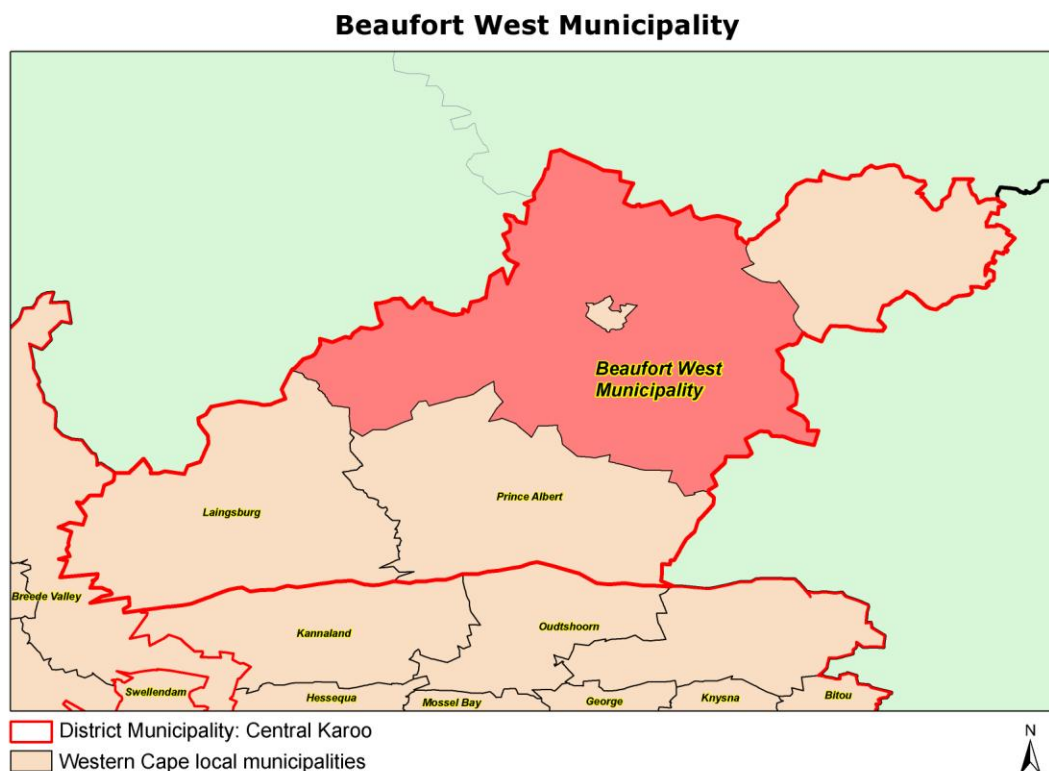 Beaufort West Municipality
Beaufort West
Municipality
Laingsburg
Prince Albert
Breede Valley
Kannaland
Oudtshoorn
Swellendam
Hessequa
Mossel Bay
George
Knysna
Bitou
District Municipality: Central Karoo
Western Cape local municipalities
N